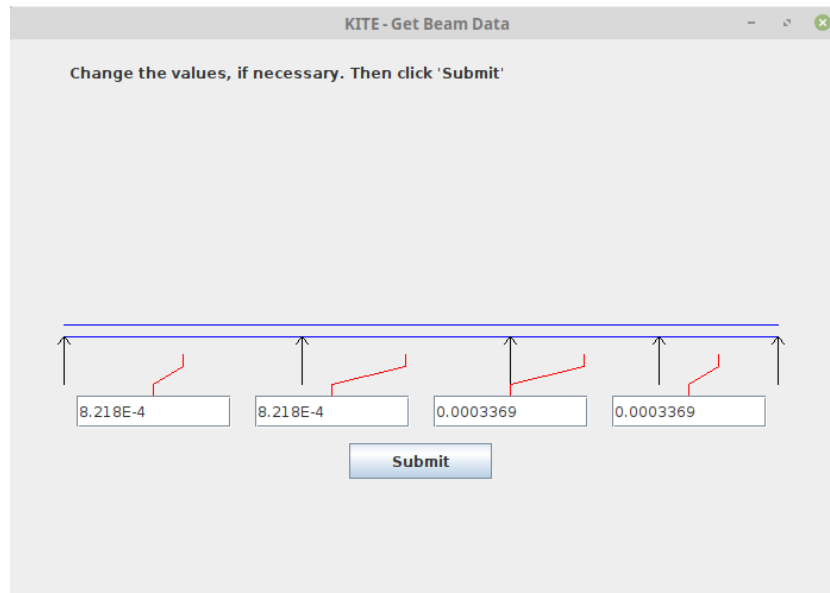 KITE - Get Beam Data
Change the values, if necessary. Then click 'Submit'
8.218E-4
8.218E-4
0.0003369
0.0003369
Submit